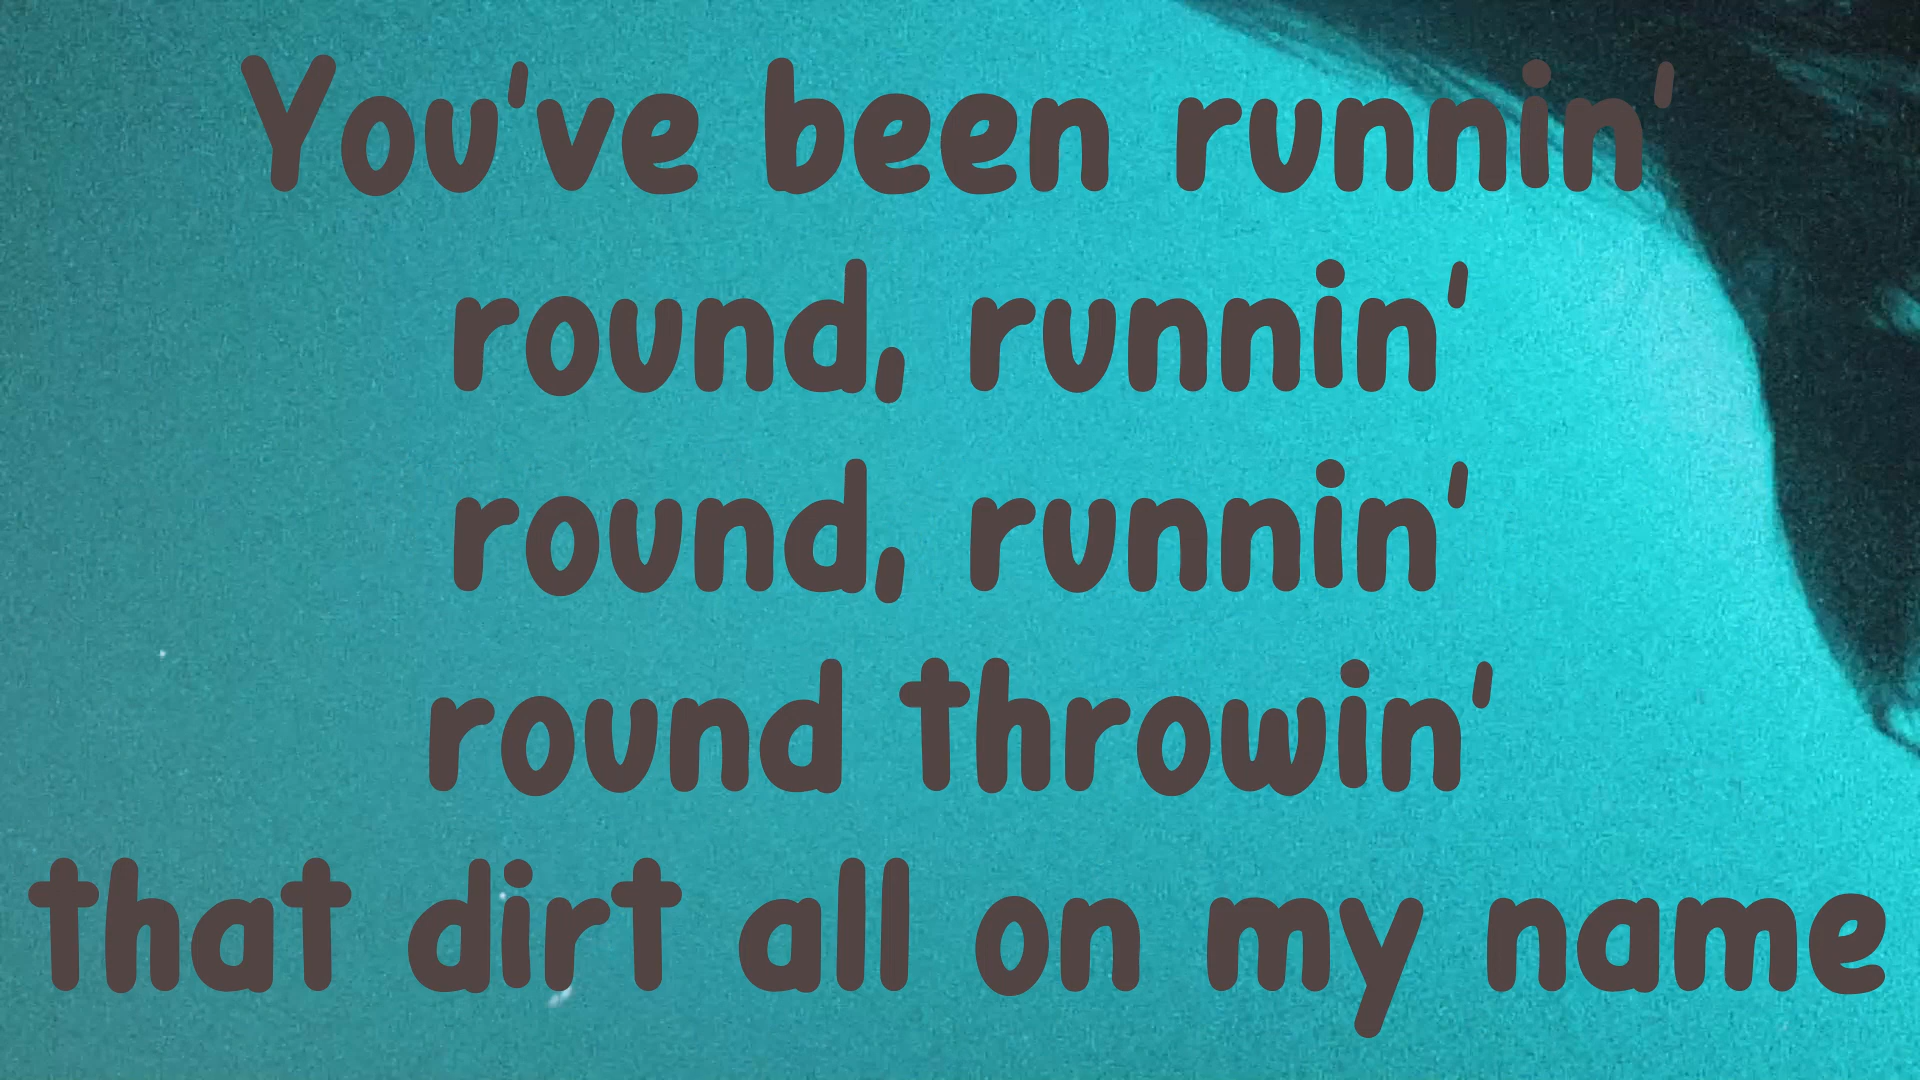 You've been runnin'
round, runnin'
round, runnin'
round throwin'
that dirt all on my name